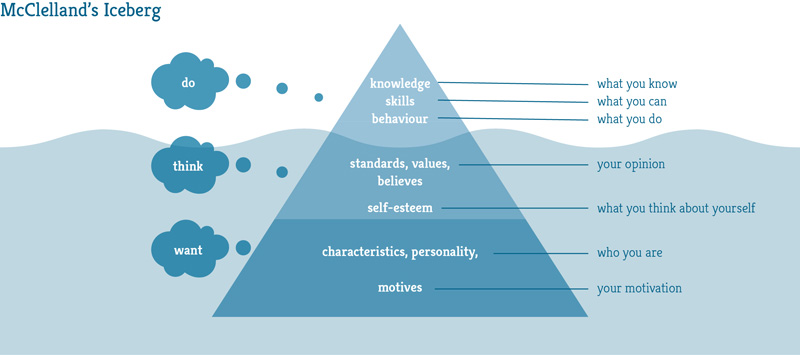 McClelland's Iceberg
do
knowledge what you know
skills what you can
behaviour what you do
think
standards, values, your opinion
believes
self-esteem what you think about yourself
want
characteristics, personality, who you are
motives your motivation